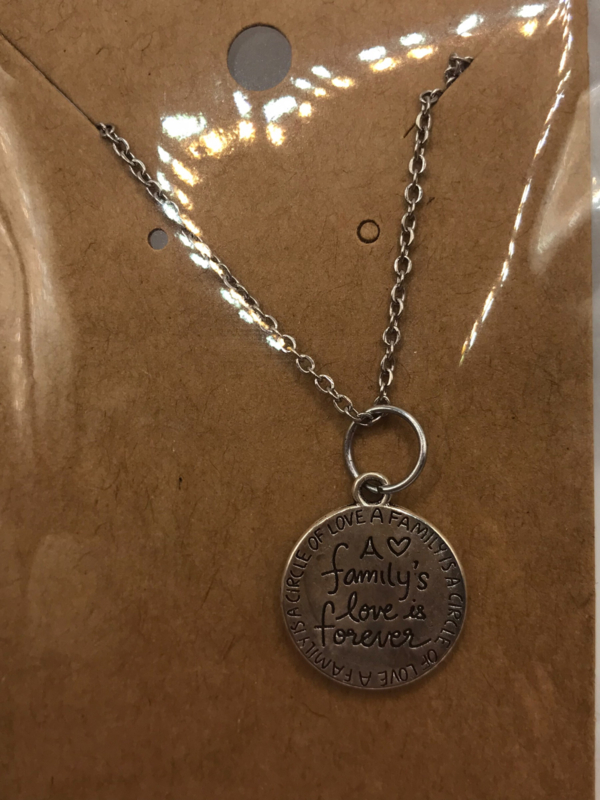 A FAMILY IS A CIRCLE OF LOVE A FAMILY IS A CIRCLE OF LOVE
A
family's
love is
forever